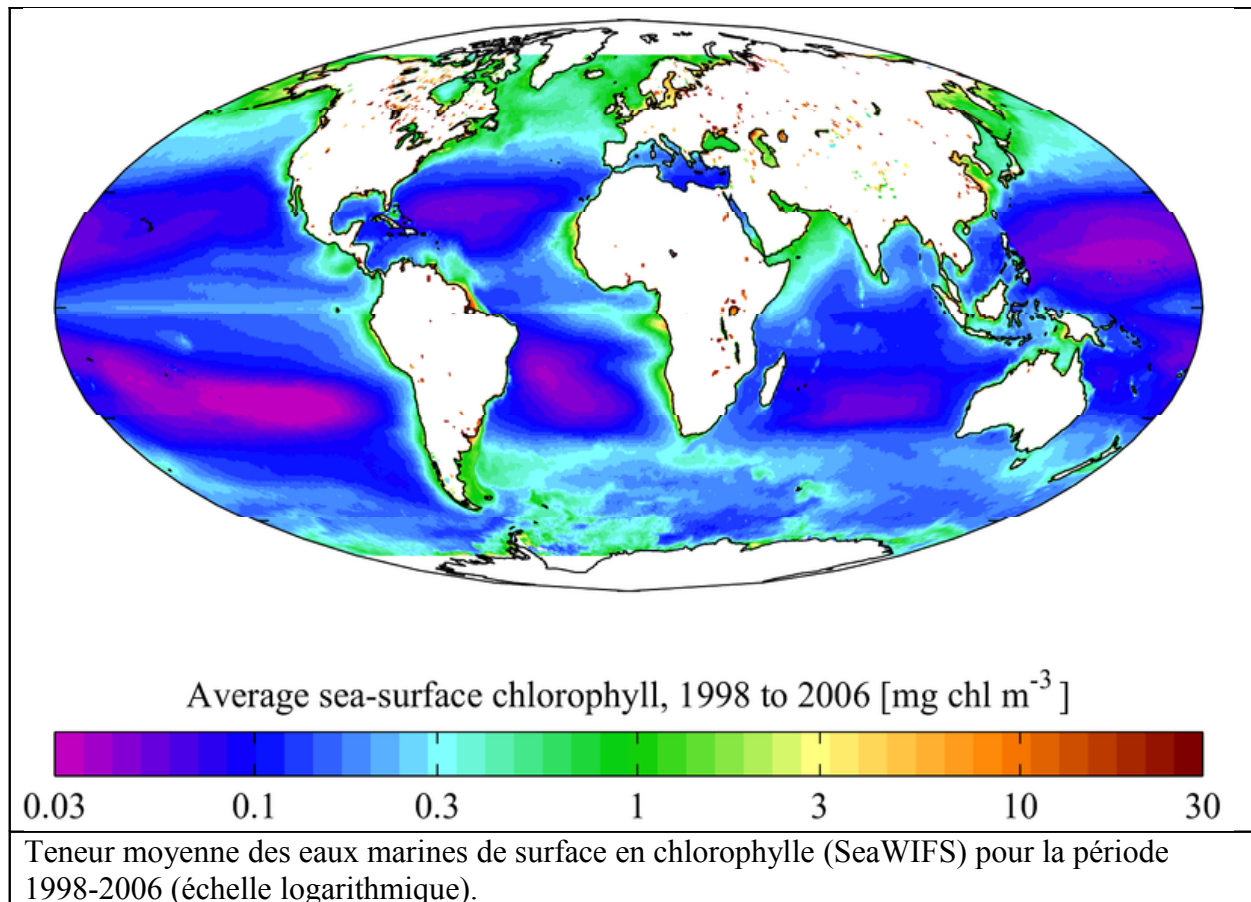 Average sea-surface chlorophyll, 1998 to 2006 [mg chl m⁻³]
0.03 0.1 0.3 1 3 10 30
Teneur moyenne des eaux marines de surface en chlorophylle (SeaWIFS) pour la période
1998-2006 (échelle logarithmique).